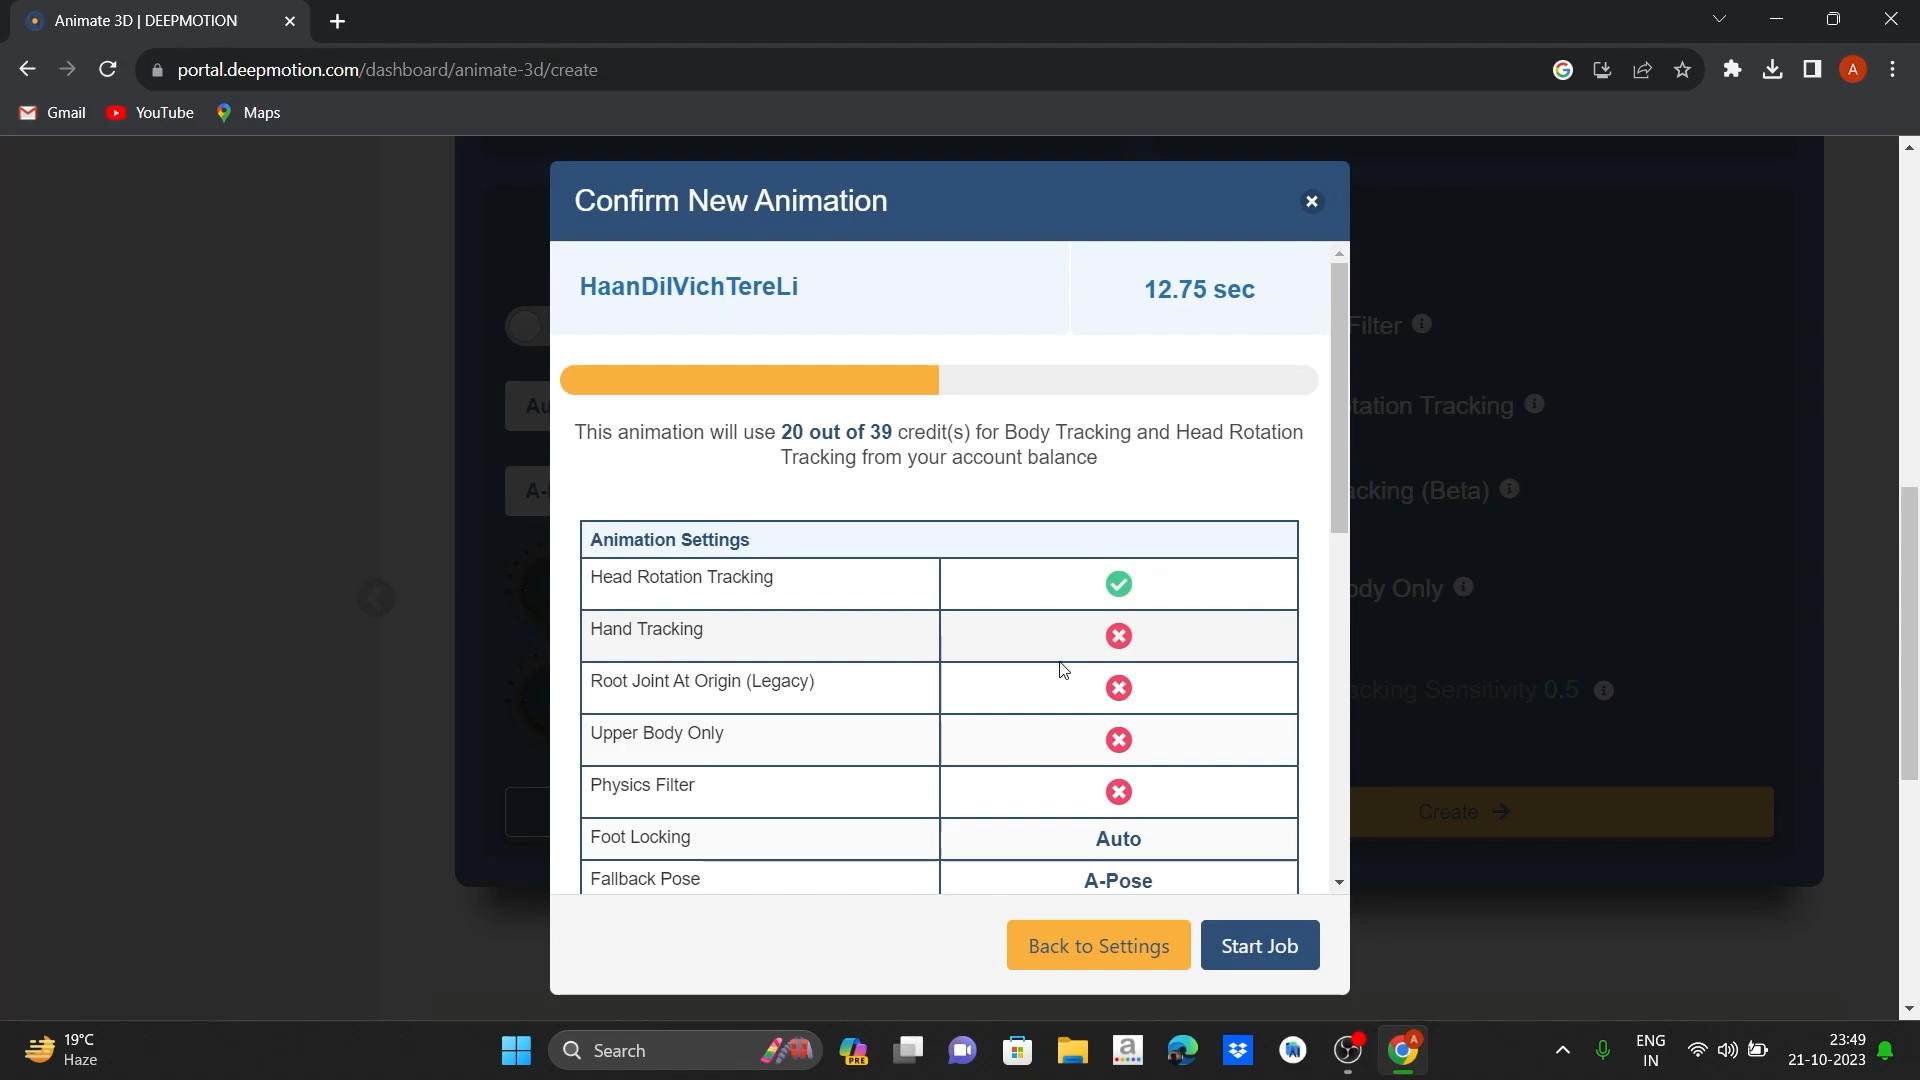 Animate 3D | DEEPMOTION
portal.deepmotion.com/dashboard/animate-3d/create
A
Gmail
YouTube
Maps
Confirm New Animation
HaanDilVichTereLi
12.75 sec
This animation will use 20 out of 39 credit(s) for Body Tracking and Head Rotation
Tracking from your account balance
Animation Settings
Head Rotation Tracking
Hand Tracking
Root Joint At Origin (Legacy)
Upper Body Only
Physics Filter
Foot Locking
Auto
Fallback Pose
A-Pose
Back to Settings
Start Job
Filter
Tracking
(Beta)
Only
Sensitivity 0.5
Create
19°C
Haze
Search
PRE
A
ENG
IN
23:49
21-10-2023